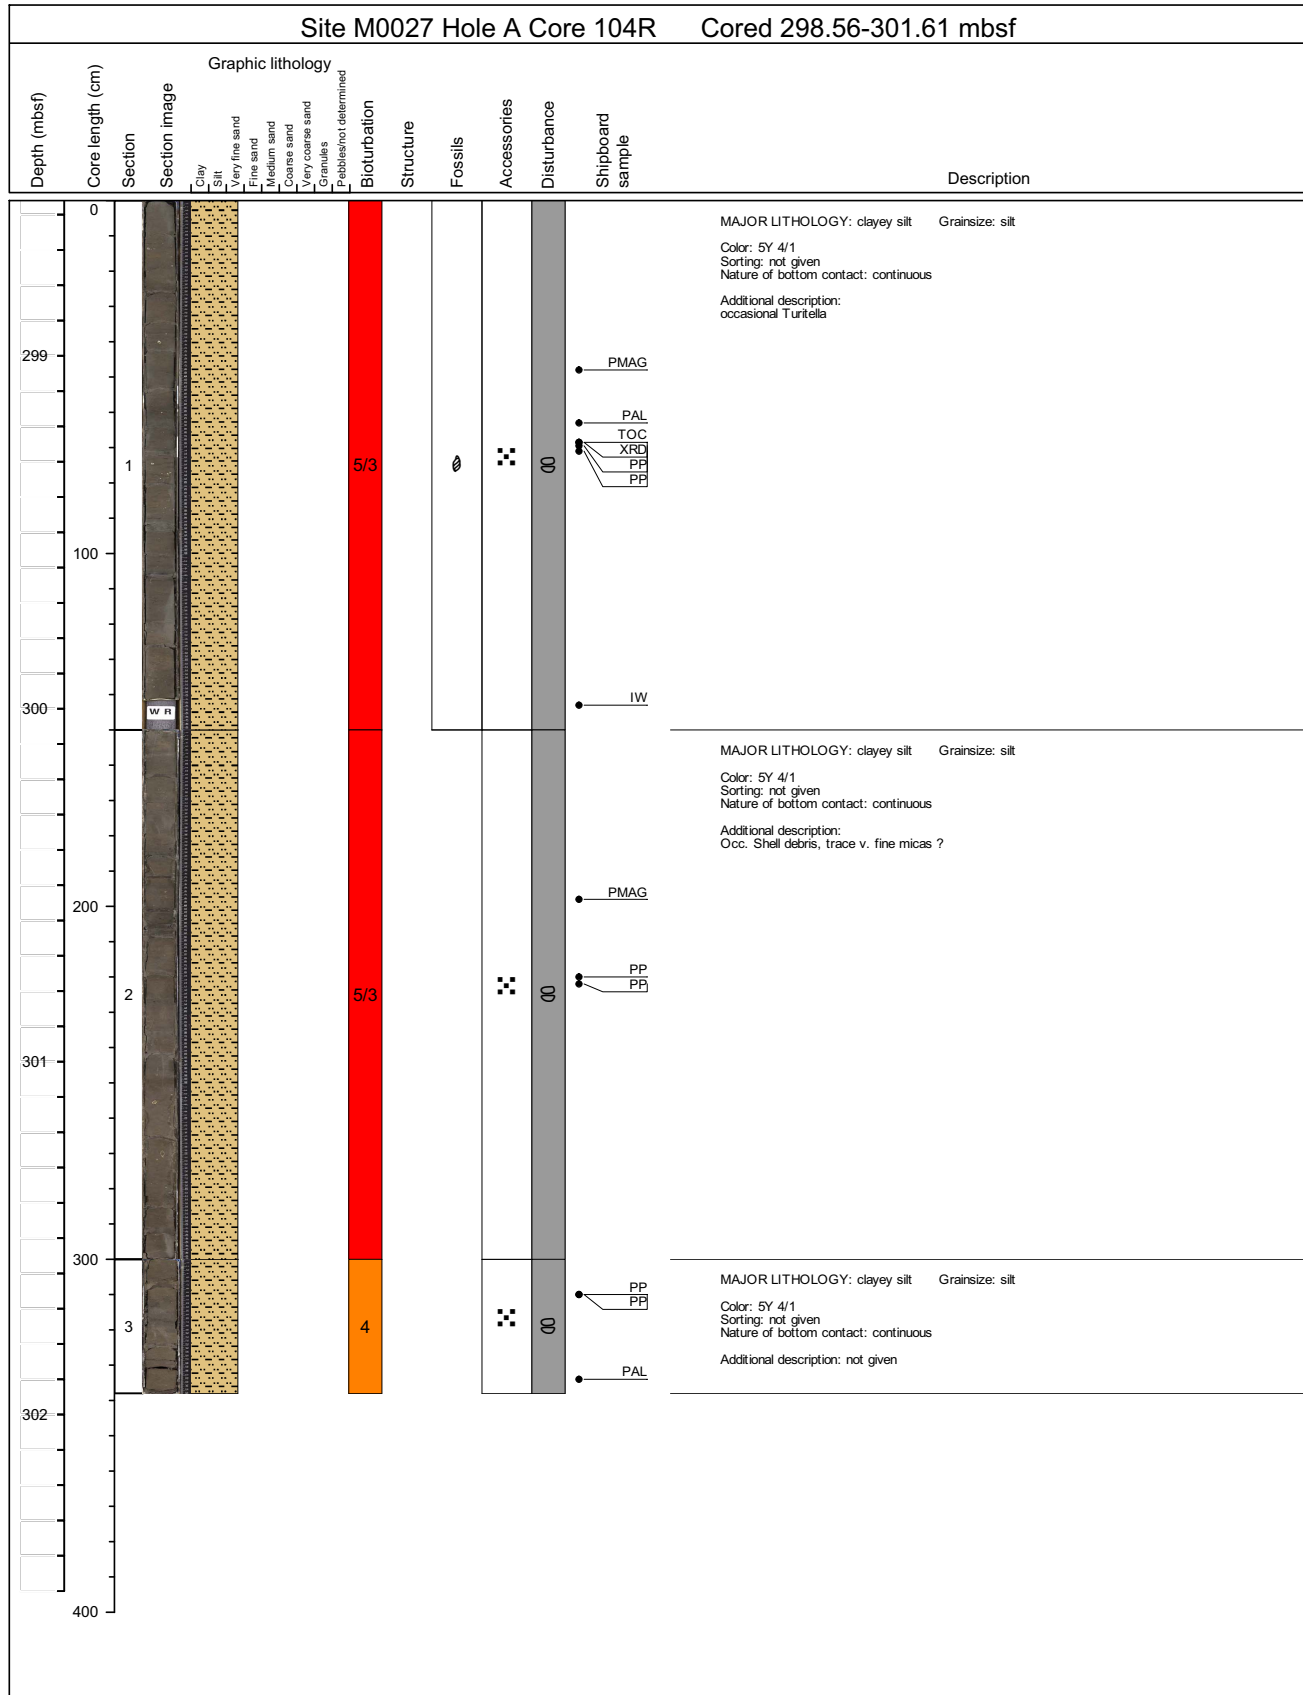 Site M0027 Hole A Core 104R Cored 298.56-301.61 mbsf
Graphic lithology
Depth (mbsf)
Core length (cm)
Section
Section image
Clay
Silt
Very fine sand
Fine sand
Medium sand
Coarse sand
Very coarse sand
Granules
Pebbles/not determined
Bioturbation
Structure
Fossils
Accessories
Disturbance
Shipboard
sample
Description
0
MAJOR LITHOLOGY: clayey silt Grainsize: silt
Color: 5Y 4/1
Sorting: not given
Nature of bottom contact: continuous
Additional description:
occasional Turitella
299
PMAG
PAL
TOC
XRD
PP
PP
1
5/3
100
IW
300
W R
MAJOR LITHOLOGY: clayey silt Grainsize: silt
Color: 5Y 4/1
Sorting: not given
Nature of bottom contact: continuous
Additional description:
Occ. Shell debris, trace v. fine micas ?
PMAG
200
PP
PP
2
5/3
301
300
MAJOR LITHOLOGY: clayey silt Grainsize: silt
Color: 5Y 4/1
Sorting: not given
Nature of bottom contact: continuous
Additional description: not given
PP
PP
3
4
PAL
302
400